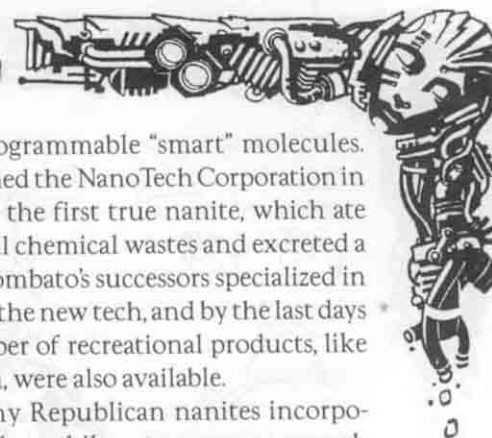 ogrammable “smart” molecules.
ned the NanoTech Corporation in
the first true nanite, which ate
al chemical wastes and excreted a
ombato’s successors specialized in
the new tech, and by the last days
ber of recreational products, like
, were also available.
ny Republican nanites incorpo-